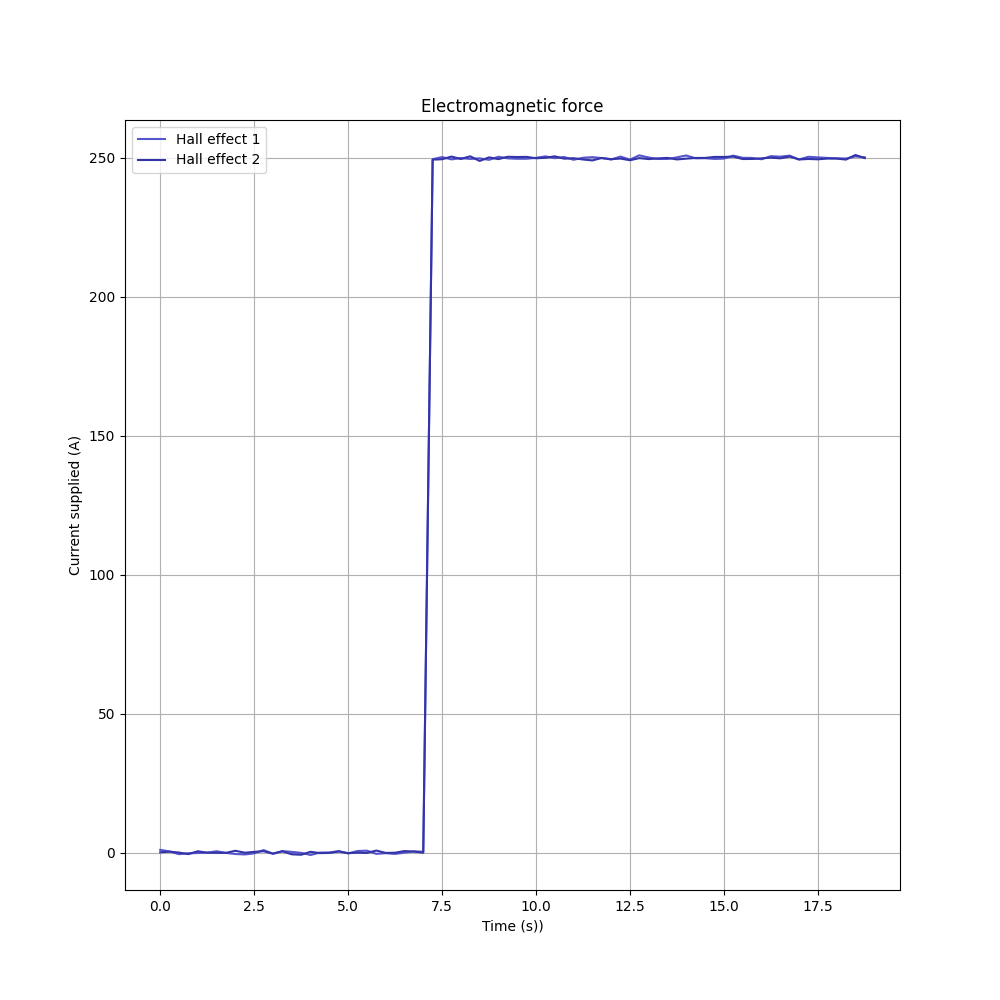 Electromagnetic force
Hall effect 1
Hall effect 2
250
200
150
100
50
0
Current supplied (A)
0.0 2.5 5.0 7.5 10.0 12.5 15.0 17.5
Time (s))